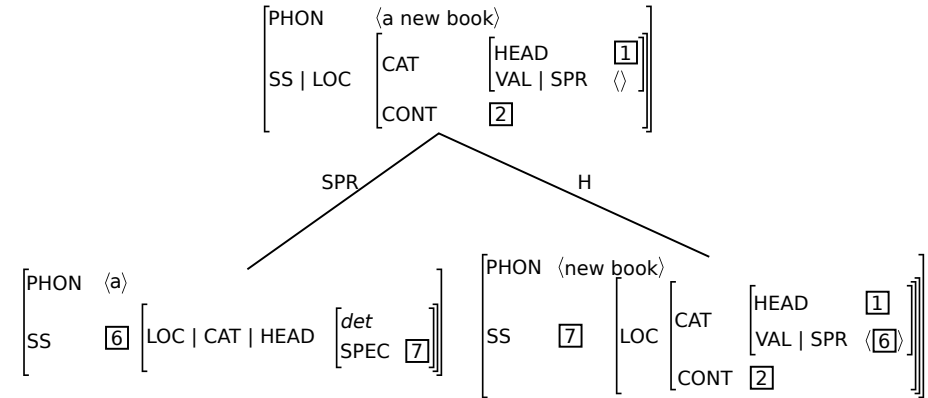 PHON ⟨a new book⟩
SS | LOC CAT HEAD 1
VAL | SPR ⟨⟩
CONT 2
SPR H
PHON ⟨a⟩
SS 6 LOC | CAT | HEAD det
SPEC 7
PHON ⟨new book⟩
SS 7 LOC CAT HEAD 1
VAL | SPR ⟨6⟩
CONT 2